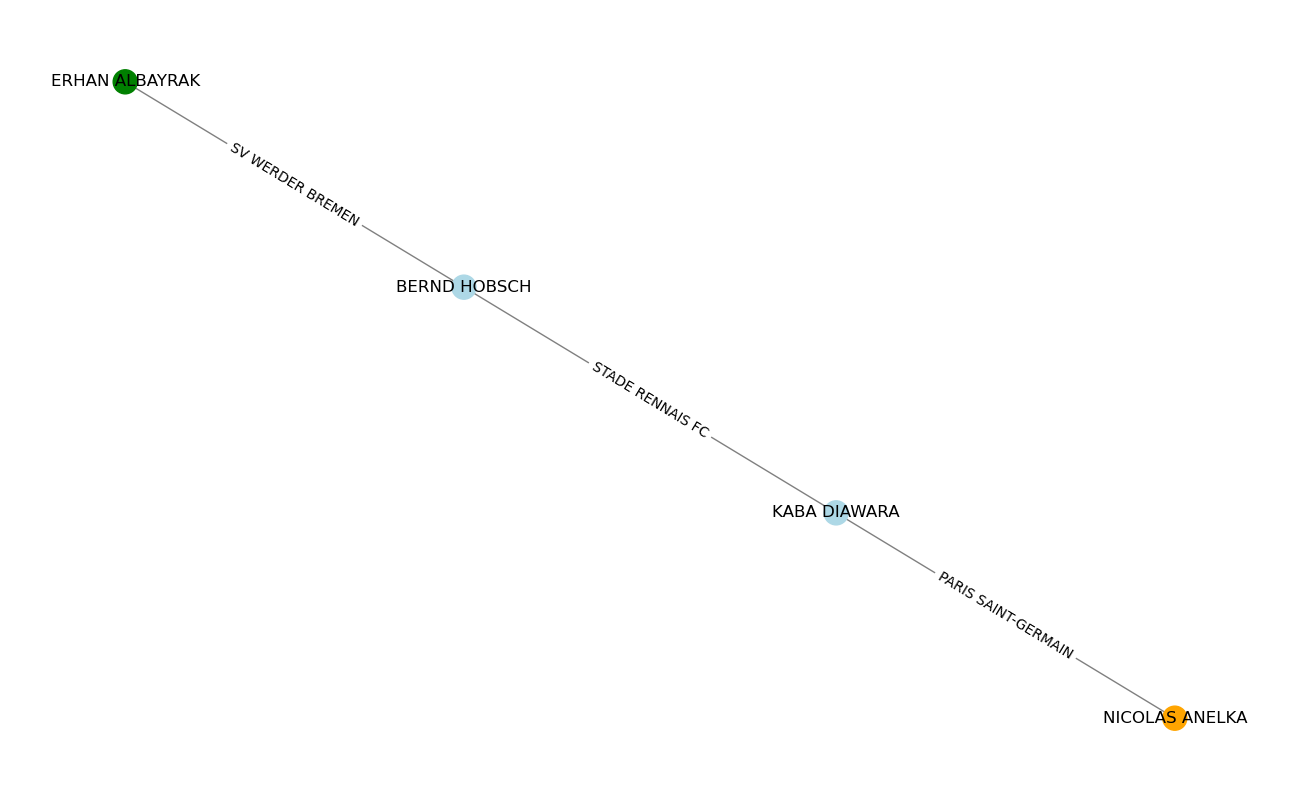 ERHAN ALBAYRAK
SV WERDER BREMEN
BERND HOBSCH
STADE RENNAIS FC
KABA DIAWARA
PARIS SAINT-GERMAIN
NICOLAS ANELKA